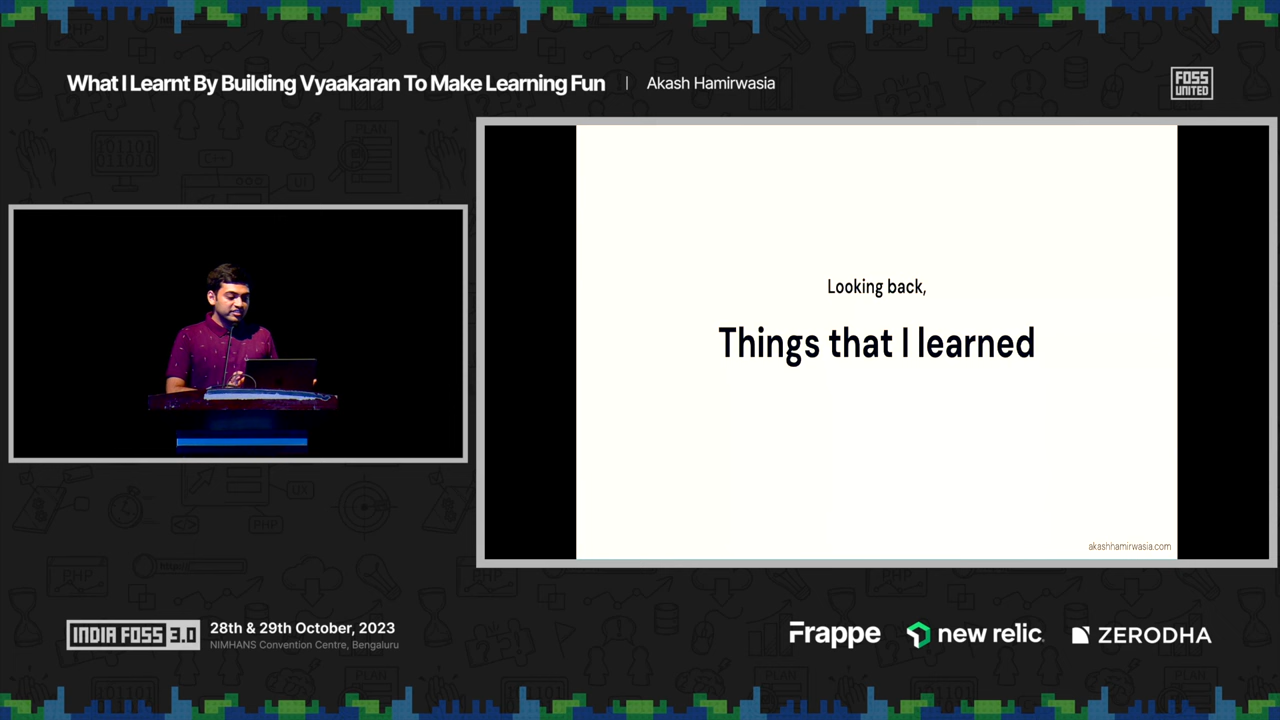 What I Learnt By Building Vyaakaran To Make Learning Fun | Akash Hamirwasia
FOSS
UNITED
Looking back,
Things that I learned
akashhamirwasia.com
INDIA FOSS 3.0
28th & 29th October, 2023
NIMHANS Convention Centre, Bengaluru
Frappe
new relic
ZERODHA